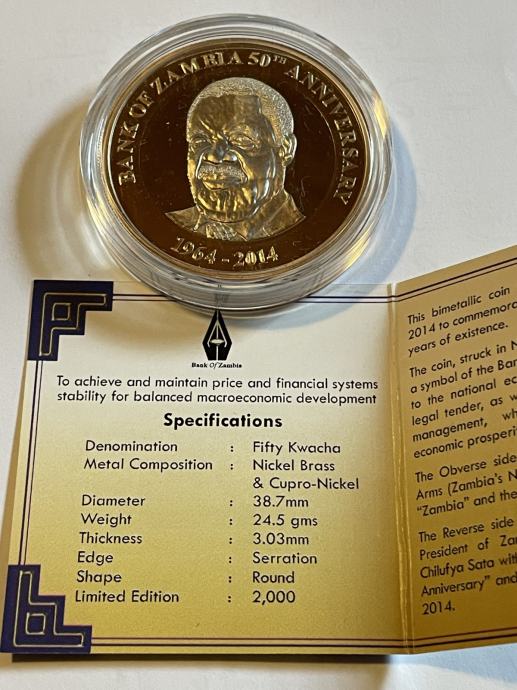 BANK OF ZAMBIA 50TH ANNIVERSARY
1964 - 2014
Bank Of Zambia
To achieve and maintain price and financial systems
stability for balanced macroeconomic development
Specifications
Denomination : Fifty Kwacha
Metal Composition : Nickel Brass
& Cupro-Nickel
Diameter : 38.7mm
Weight : 24.5 gms
Thickness : 3.03mm
Edge : Serration
Shape : Round
Limited Edition : 2,000
This bimetallic coin
2014 to commemora
years of existence.
The coin, struck in N
a symbol of the Ban
to the national ec
legal tender, as w
management, wh
economic prosperi
The Obverse side
Arms (Zambia's N
"Zambia" and the
The Reverse side
President of Za
Chilufya Sata wit
Anniversary" and
2014.